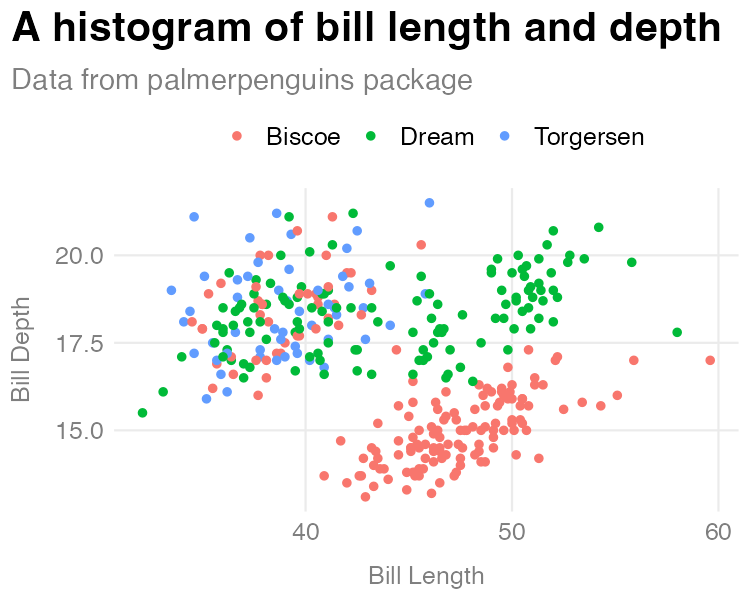 A histogram of bill length and depth
Data from palmerpenguins package
Biscoe Dream Torgersen
20.0
17.5
15.0
Bill Depth
40 50 60
Bill Length